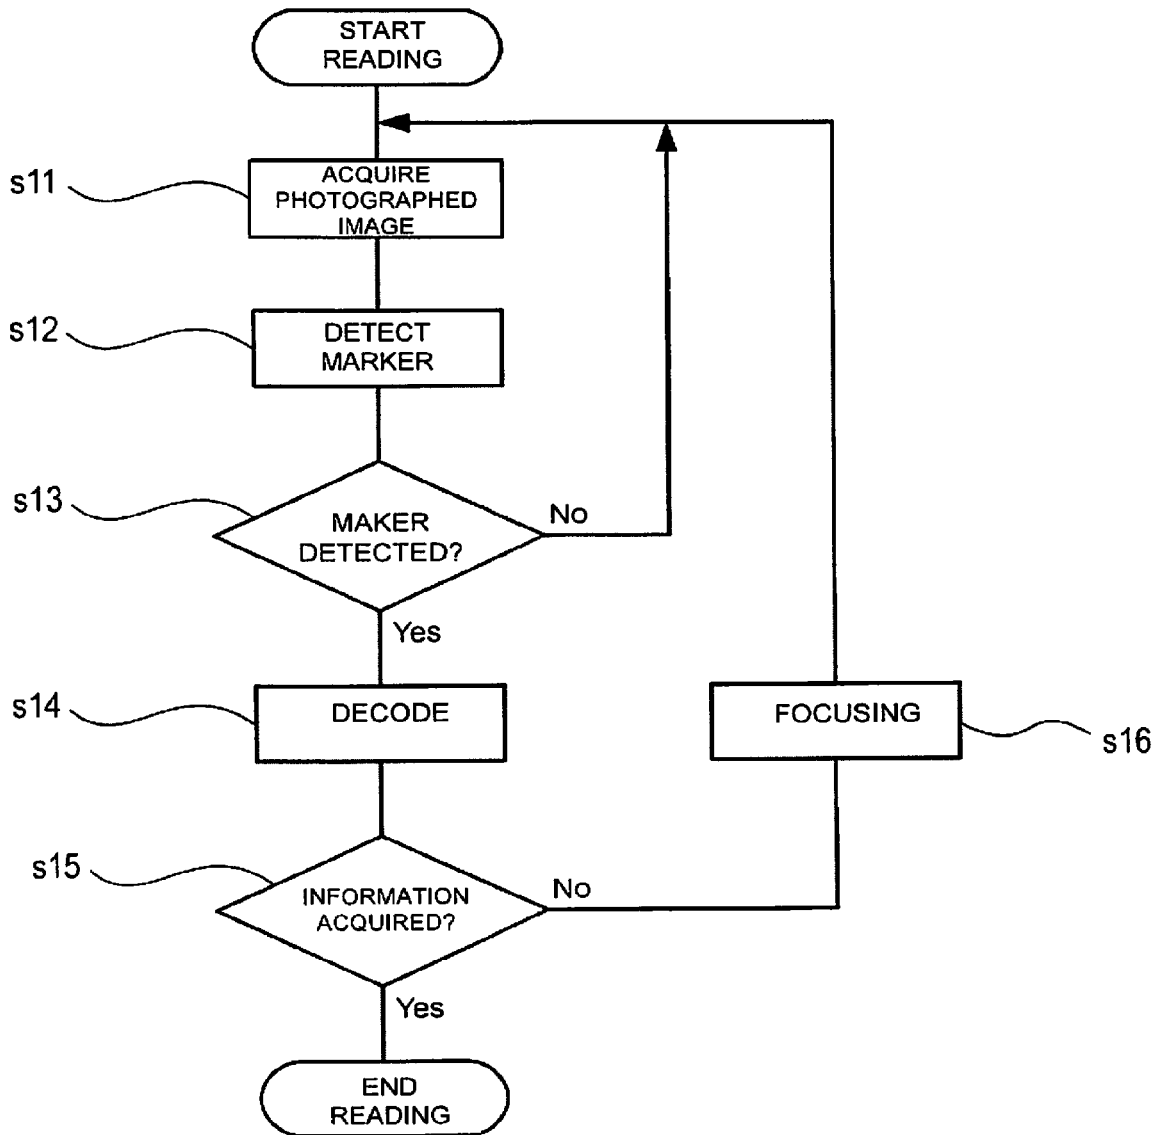 START
READING
s11
ACQUIRE
PHOTOGRAPHED
IMAGE
s12
DETECT
MARKER
s13
MAKER
DETECTED?
No
Yes
s14
DECODE
FOCUSING
s16
s15
INFORMATION
ACQUIRED?
No
Yes
END
READING